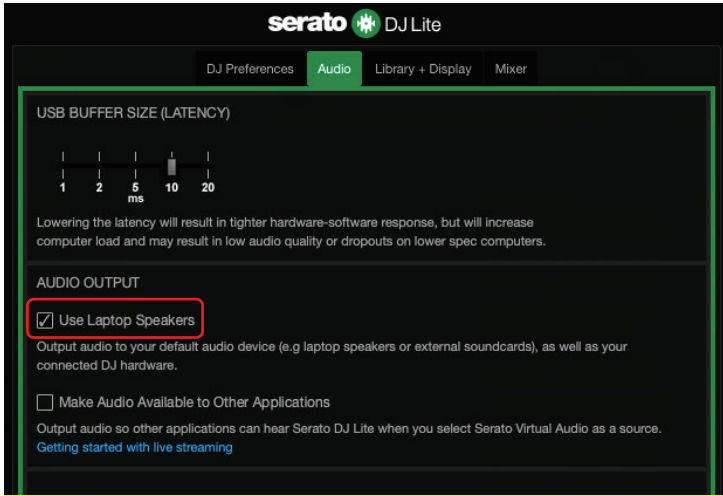 serato DJ Lite
DJ Preferences Audio Library + Display Mixer
USB BUFFER SIZE (LATENCY)
1 2 5 10 20
ms
Lowering the latency will result in tighter hardware-software response, but will increase
computer load and may result in low audio quality or dropouts on lower spec computers.
AUDIO OUTPUT
Use Laptop Speakers
Output audio to your default audio device (e.g laptop speakers or external soundcards), as well as your
connected DJ hardware.
Make Audio Available to Other Applications
Output audio so other applications can hear Serato DJ Lite when you select Serato Virtual Audio as a source.
Getting started with live streaming